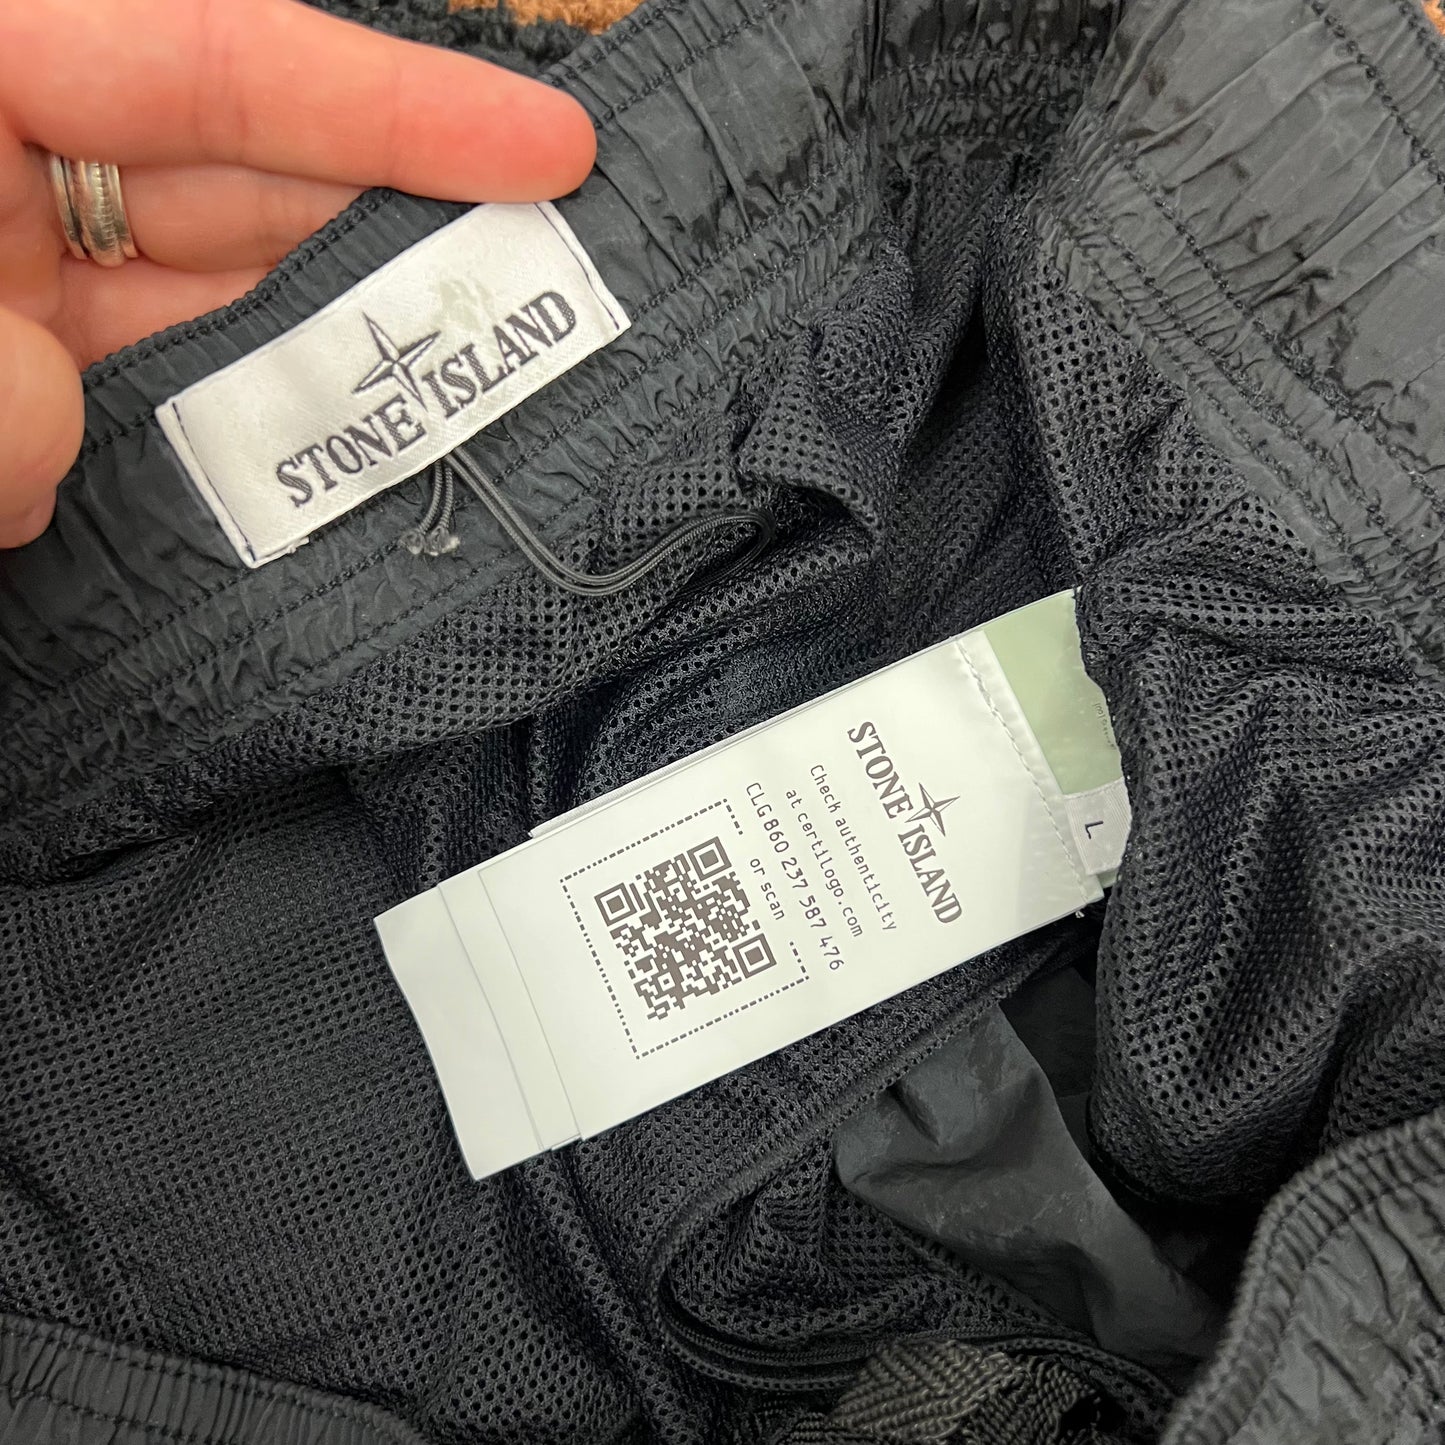 STONE ISLAND
STONE ISLAND
Check authenticity
at certilogo.com
CLG 860 237 587 476
or scan
L